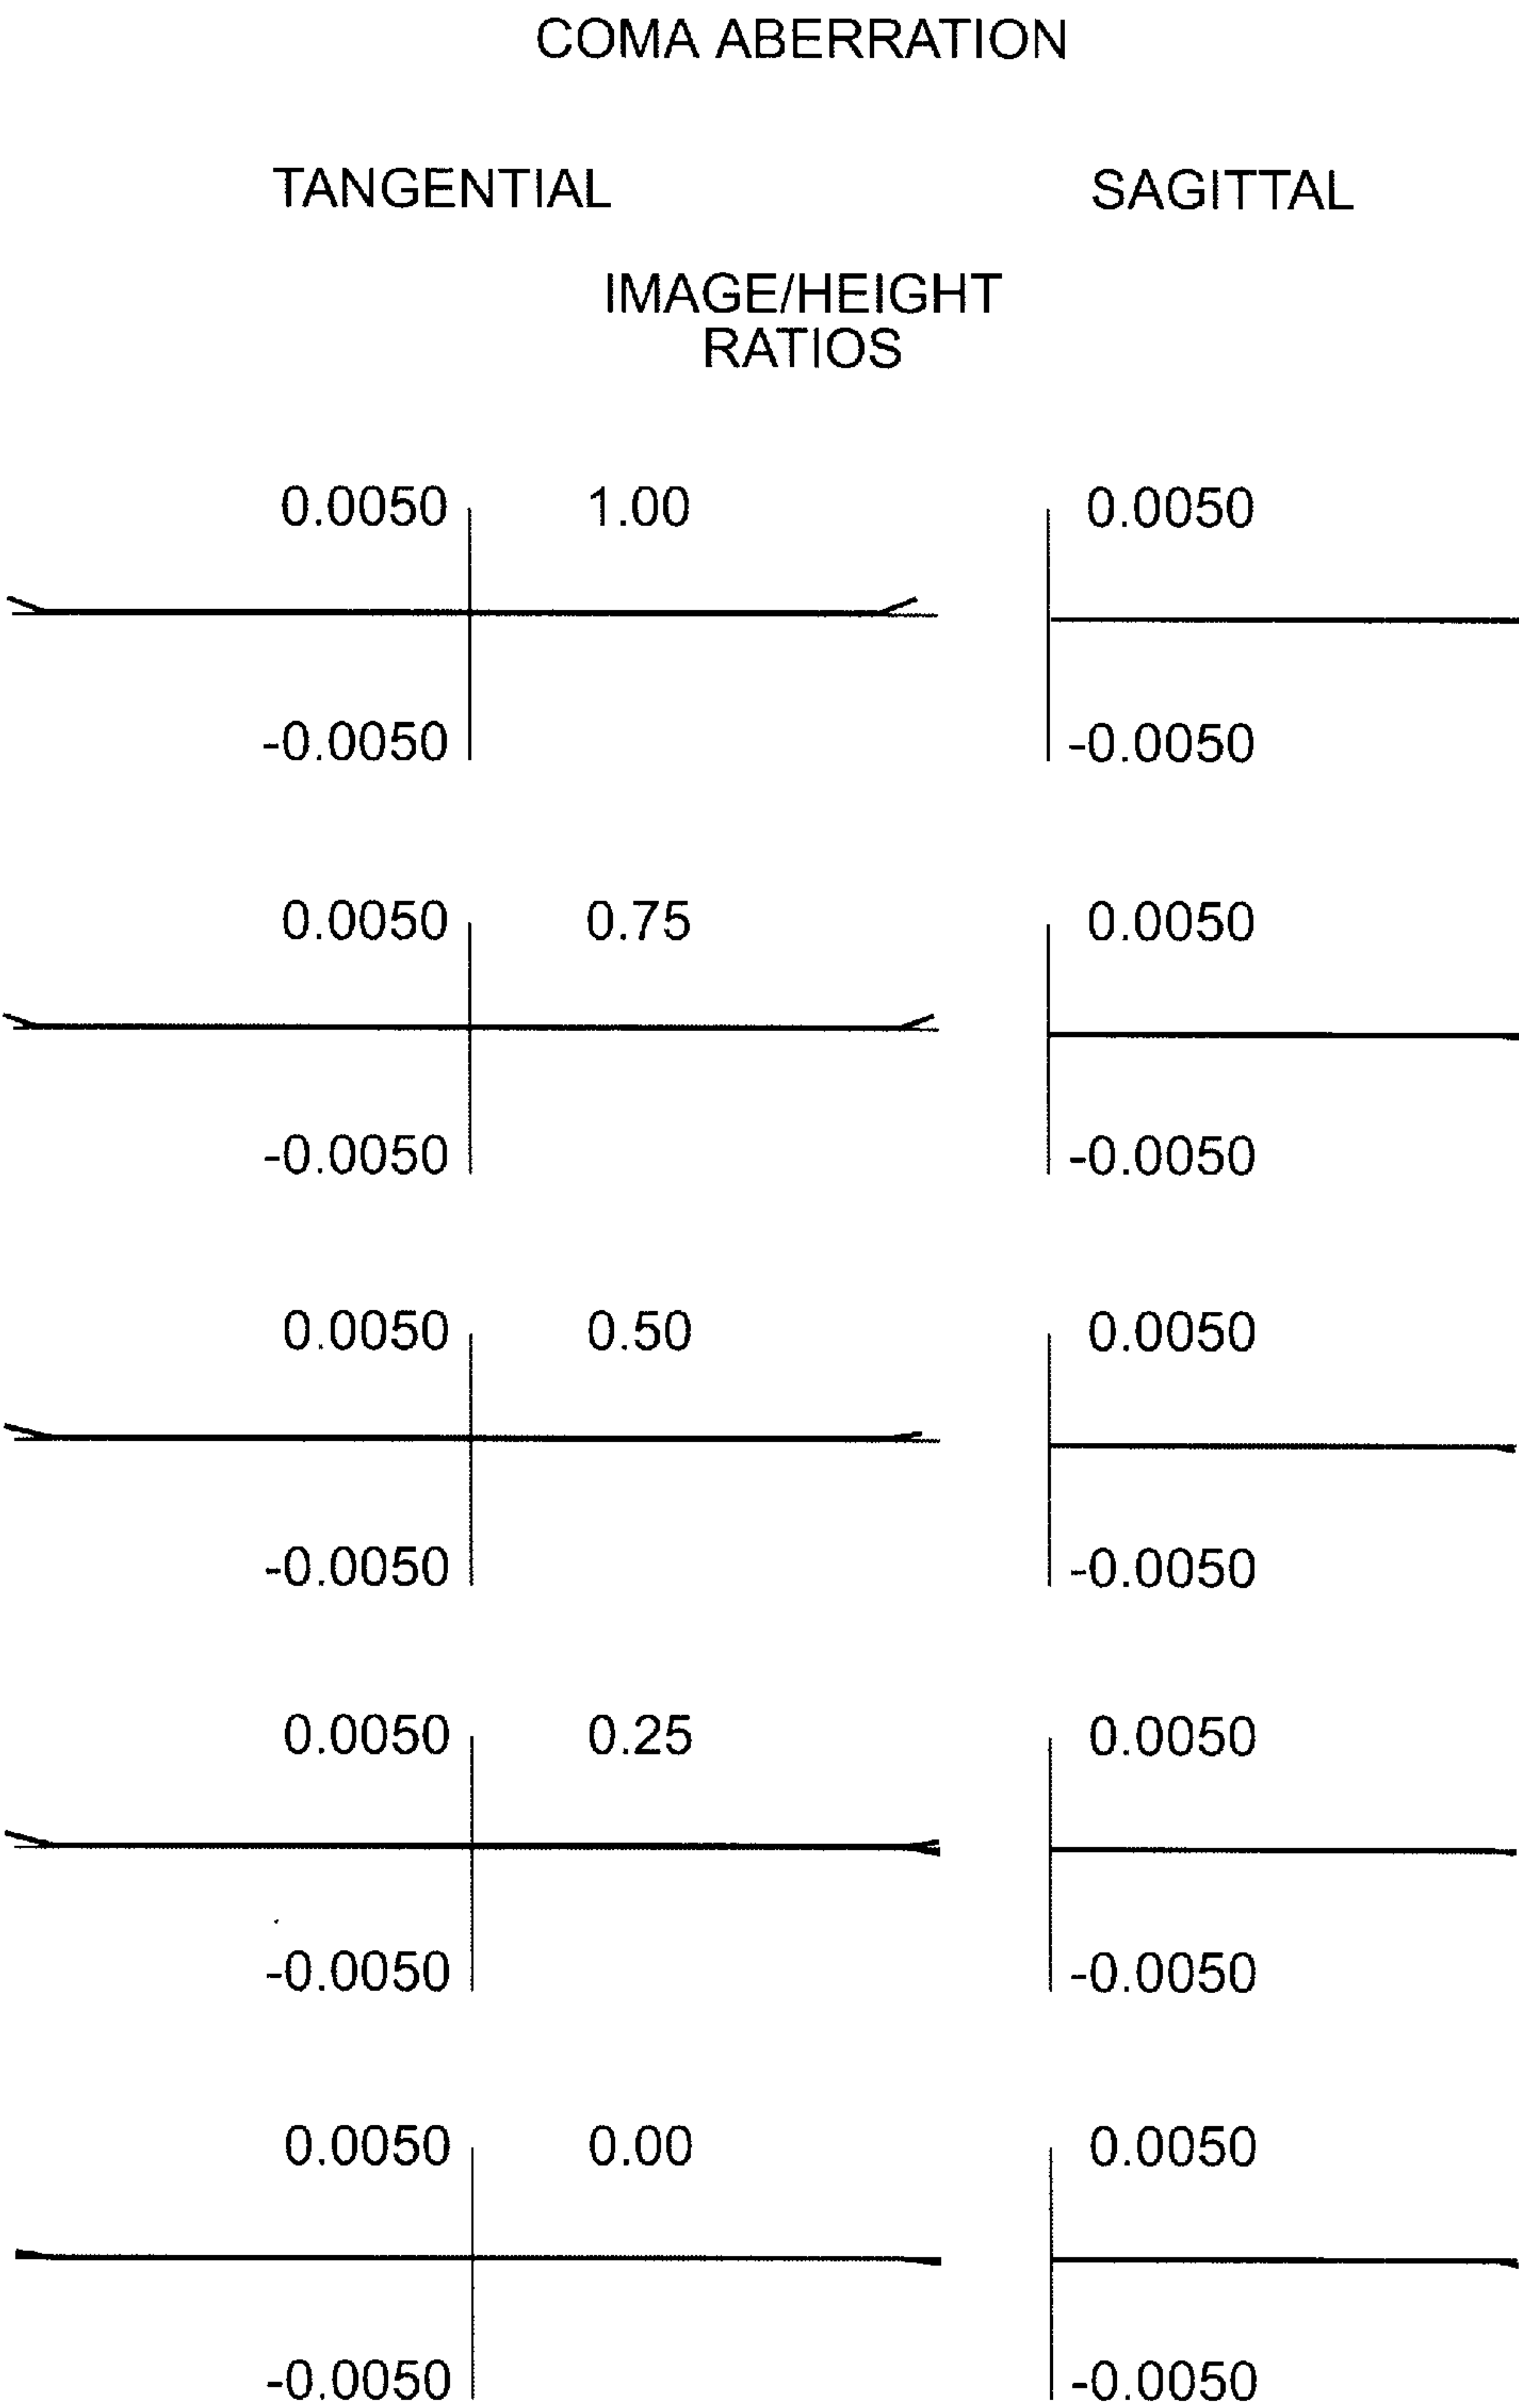 COMA ABERRATION
TANGENTIAL SAGITTAL
IMAGE/HEIGHT
RATIOS
0.0050 1.00 0.0050
-0.0050 -0.0050
0.0050 0.75 0.0050
-0.0050 -0.0050
0.0050 0.50 0.0050
-0.0050 -0.0050
0.0050 0.25 0.0050
-0.0050 -0.0050
0.0050 0.00 0.0050
-0.0050 -0.0050